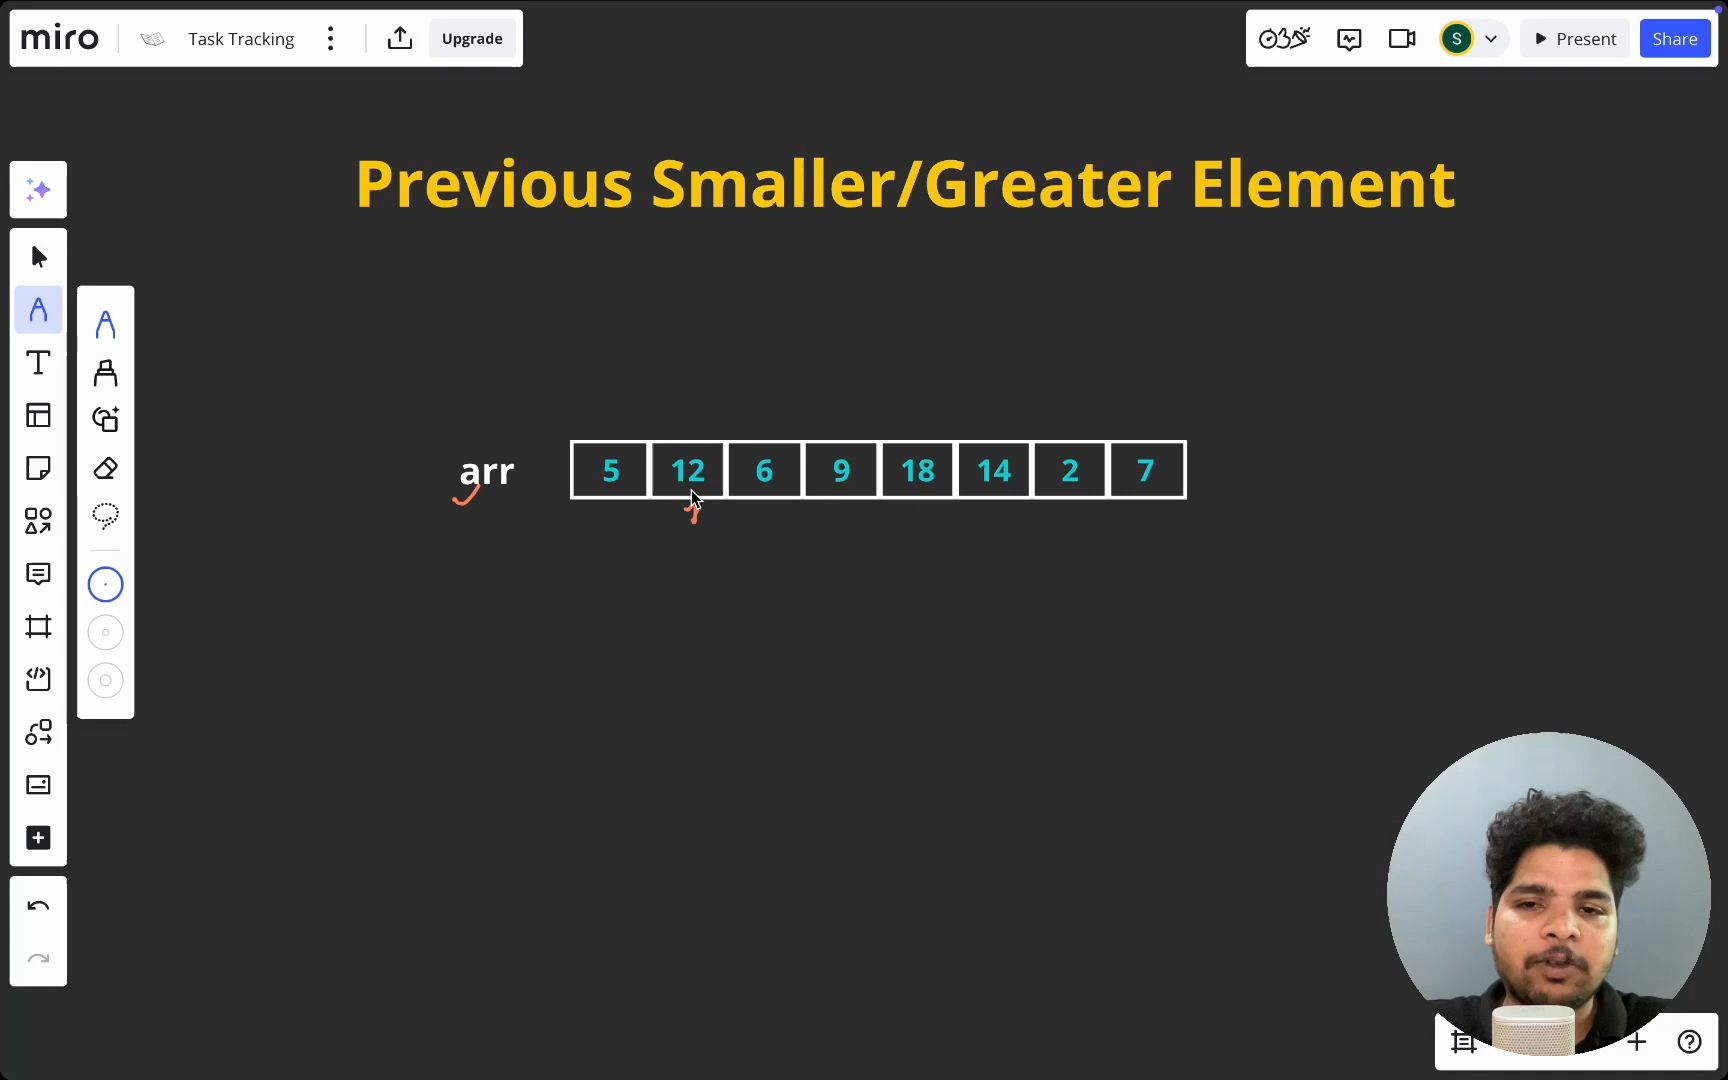 miro Task Tracking Upgrade S Present Share
Previous Smaller/Greater Element
arr 5 12 6 9 18 14 2 7